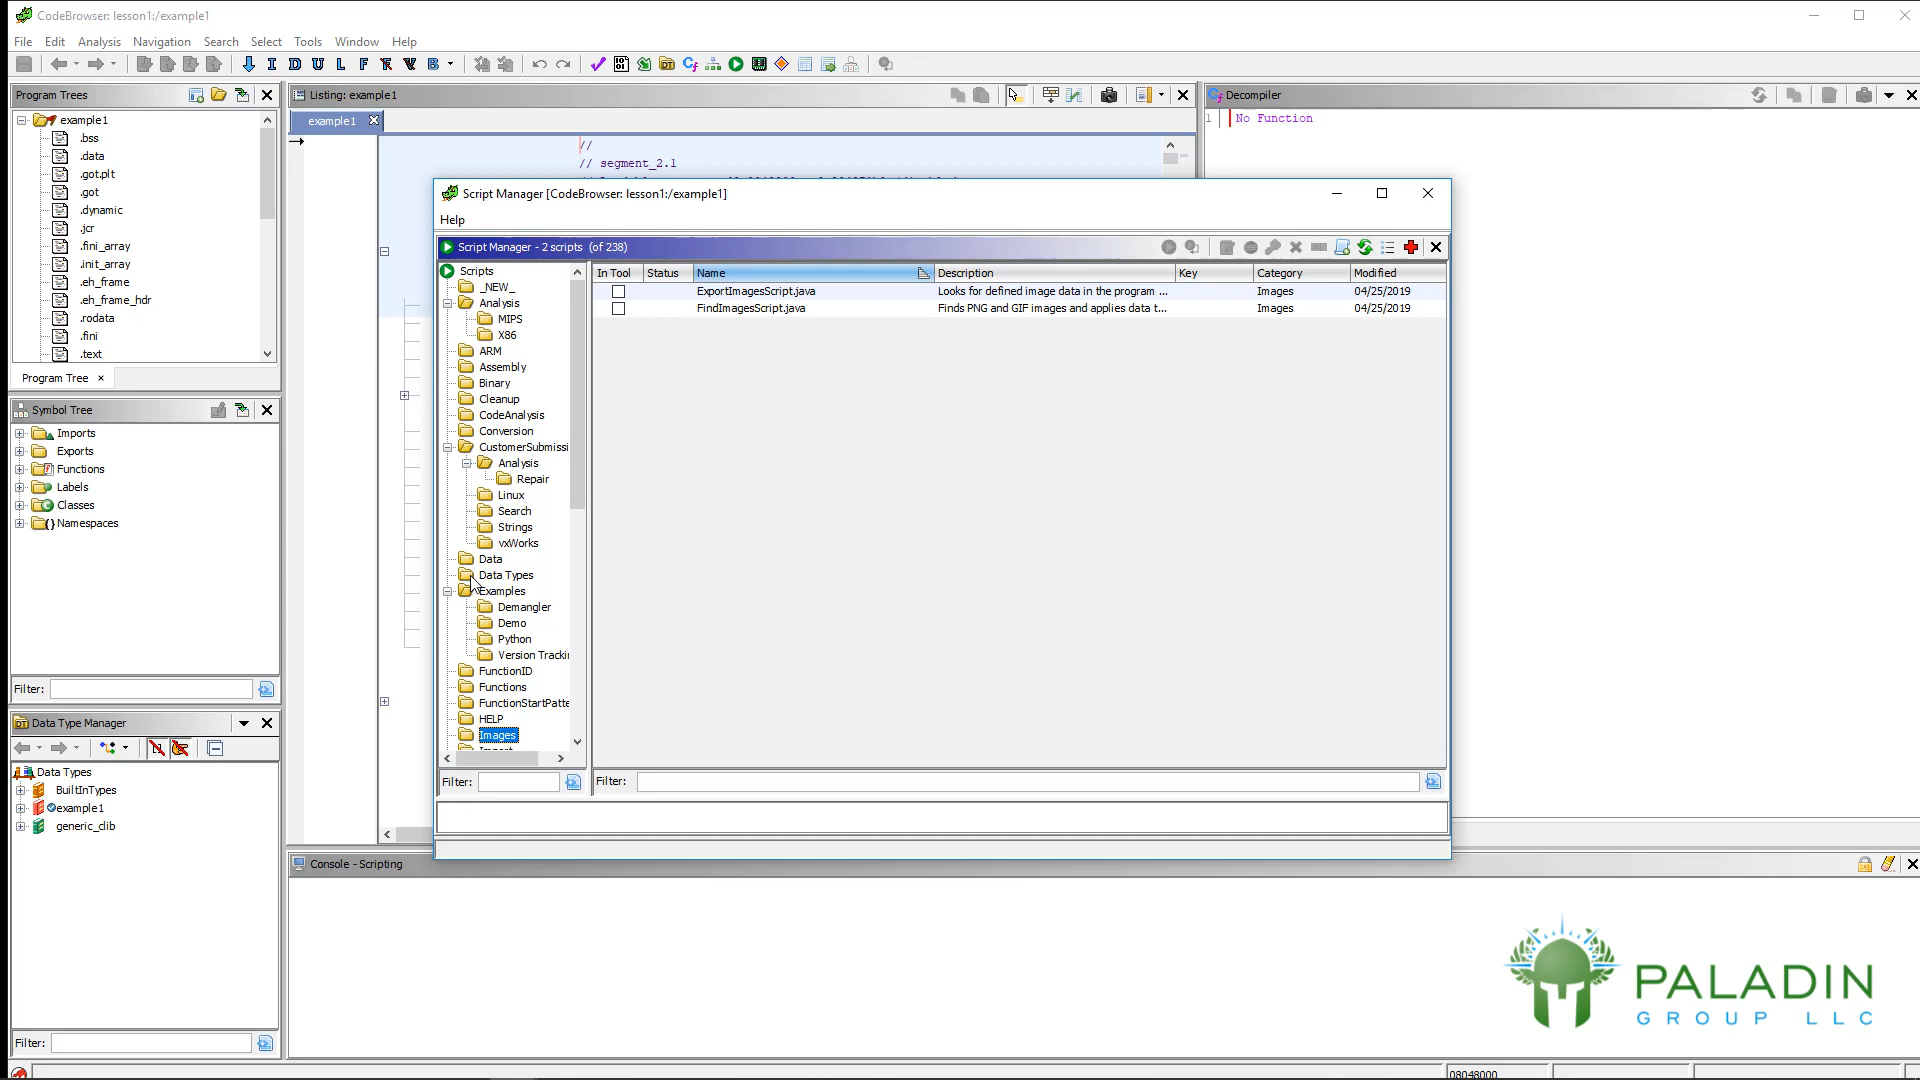 CodeBrowser: lesson1:/example1
File Edit Analysis Navigation Search Select Tools Window Help
I D U L F B
Program Trees
example1
.bss
.data
.got.plt
.got
.dynamic
.jcr
.fini_array
.init_array
.eh_frame
.eh_frame_hdr
.rodata
.fini
.text
Program Tree ×
Symbol Tree
Imports
Exports
Functions
Labels
Classes
Namespaces
Filter:
Data Type Manager
Data Types
BuiltInTypes
example1
generic_clib
Filter:
Listing: example1
example1
//
// segment_2.1
Decompiler
1 No Function
Script Manager [CodeBrowser: lesson1:/example1]
Help
Script Manager - 2 scripts (of 238)
Scripts
_NEW_
Analysis
MIPS
X86
ARM
Assembly
Binary
Cleanup
CodeAnalysis
Conversion
CustomerSubmissi
Analysis
Repair
Linux
Search
Strings
vxWorks
Data
Data Types
Examples
Demangler
Demo
Python
Version Tracki
FunctionID
Functions
FunctionStartPatte
HELP
Images
Import
Filter:
In Tool Status Name Description Key Category Modified
ExportImagesScript.java Looks for defined image data in the program ... Images 04/25/2019
FindImagesScript.java Finds PNG and GIF images and applies data t... Images 04/25/2019
Filter:
Console - Scripting
PALADIN
GROUP LLC
08048000